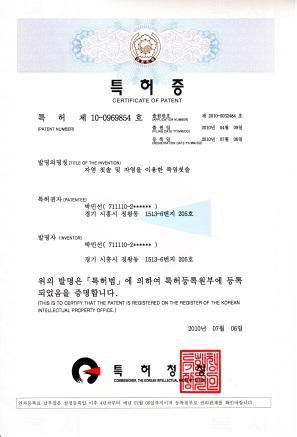 특허증
CERTIFICATE OF PATENT
특 허 제 10-0969854 호
(PATENT NUMBER)
출원번호 제 2010-0032484 호
(APPLICATION NUMBER)
출 원 일 2010년 04월 09일
(FILING DATE:YY/MM/DD)
등 록 일 2010년 07월 06일
(REGISTRATION DATE:YY/MM/DD)
발명의명칭 (TITLE OF THE INVENTION)
특허권자 (PATENTEE)
박민선( 711110-2****** )
경기 시흥시 정왕동 1513-6번지 205호
발명자 (INVENTOR)
박민선( 711110-2****** )
경기 시흥시 정왕동 1513-6번지 205호
위의 발명은 「특허법」에 의하여 특허등록원부에 등록
되었음을 증명합니다.
(THIS IS TO CERTIFY THAT THE PATENT IS REGISTERED ON THE REGISTER OF THE KOREAN
INTELLECTUAL PROPERTY OFFICE.)
2010년 07월 06일
특 허 청
COMMISSIONER, THE KOREAN INTELLECTUAL PROPERTY OFFICE